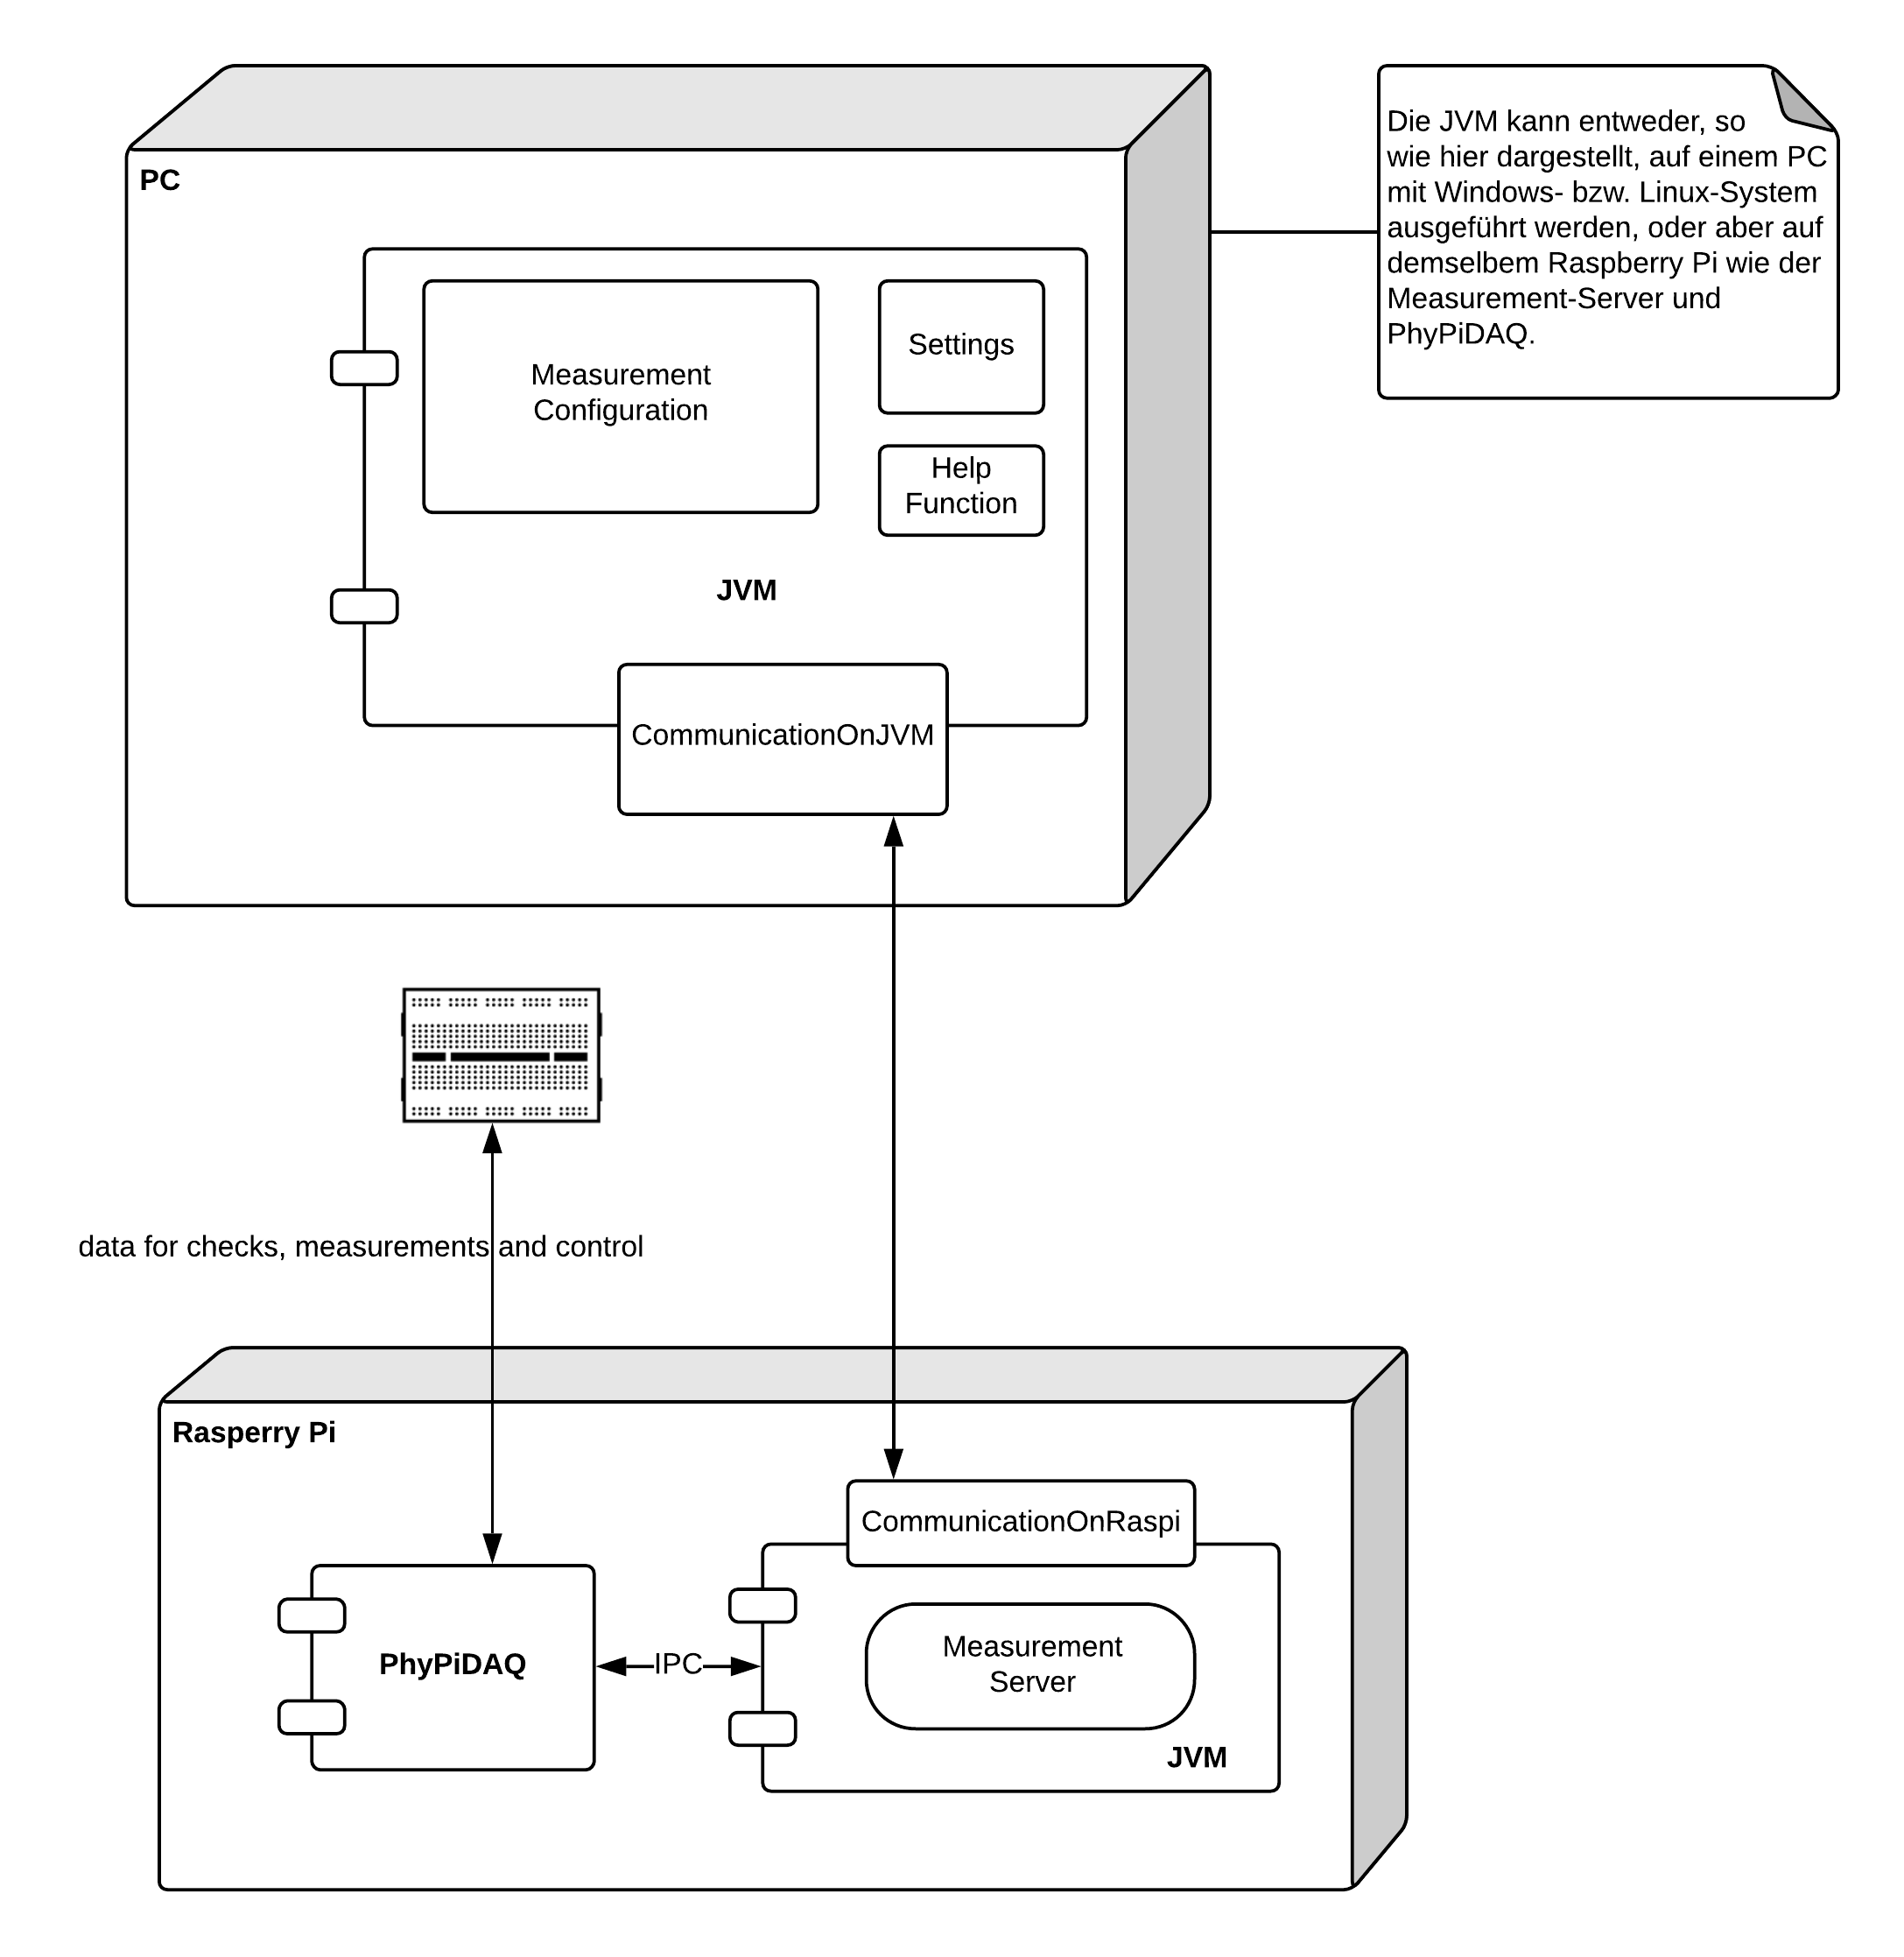 PC
Die JVM kann entweder, so
wie hier dargestellt, auf einem PC
mit Windows- bzw. Linux-System
ausgeführt werden, oder aber auf
demselbem Raspberry Pi wie der
Measurement-Server und
PhyPiDAQ.
Measurement
Configuration
Settings
Help
Function
JVM
CommunicationOnJVM
data for checks, measurements and control
Rasperry Pi
CommunicationOnRaspi
PhyPiDAQ
IPC
Measurement
Server
JVM